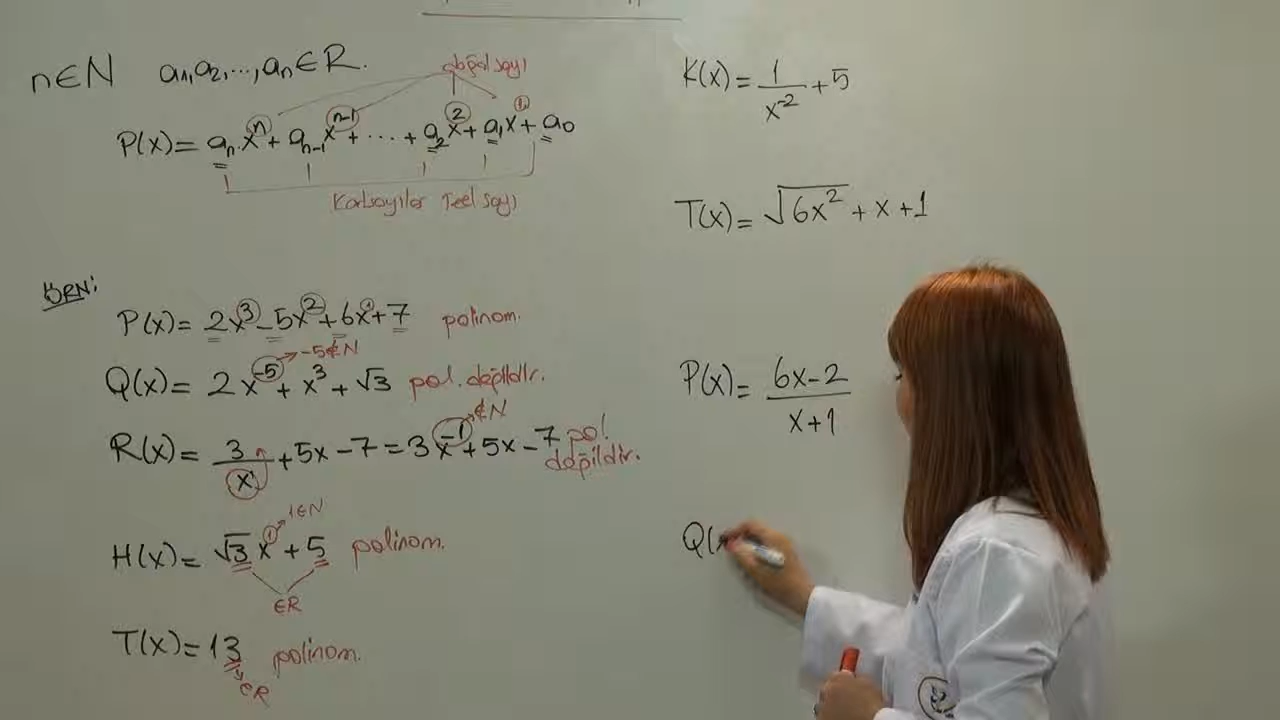 n∈N a₁,a₂,...,aₙ∈R.
doğal sayı
P(x)= aₙ.xⁿ + aₙ₋₁xⁿ⁻¹ + ... + a₂x² + a₁x¹ + a₀
Katsayılar reel sayı
ÖRN:
P(x)= 2x³ - 5x² + 6x¹ + 7 polinom.
Q(x)= 2x⁻⁵ + x³ + √3 pol. değildir.
→ -5∉N
R(x)= 3/x¹ + 5x - 7 = 3x⁻¹ + 5x - 7 pol
değildir.
→ ∉N
H(x)= √3 x¹ + 5 polinom.
→ 1∈N
∈R
T(x)= 13 polinom.
→ ∈R
K(x)= 1/x⁻² + 5
T(x)= √6x² + x + 1
P(x)= 6x-2/x+1
Q(x